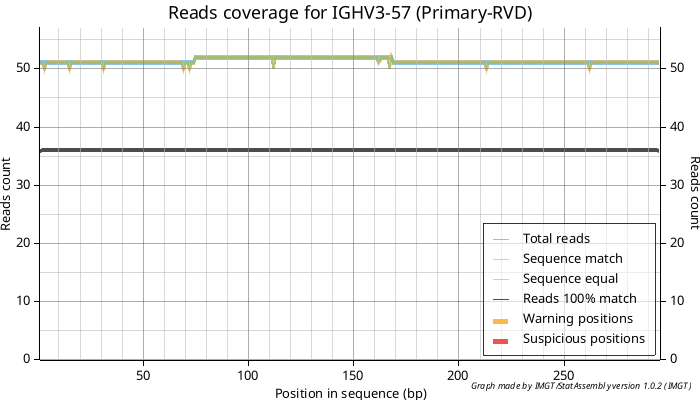 Reads coverage for IGHV3-57 (Primary-RVD)
50
40
30
20
10
0
Reads count
50
40
30
20
10
0
Reads count
50
100
150
200
250
Position in sequence (bp)
Total reads
Sequence match
Sequence equal
Reads 100% match
Warning positions
Suspicious positions
Graph made by IMGT/StatAssembly version 1.0.2 (IMGT)